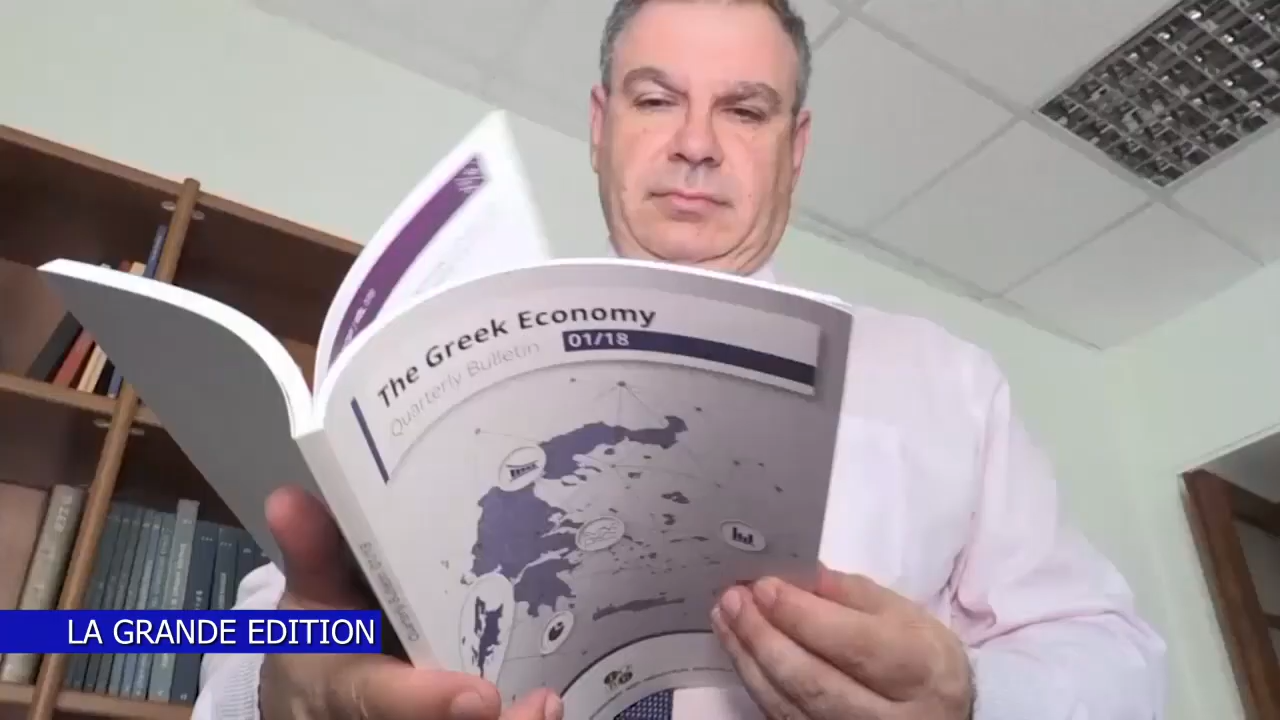 The Greek Economy
Quarterly Bulletin
01/18
LA GRANDE EDITION